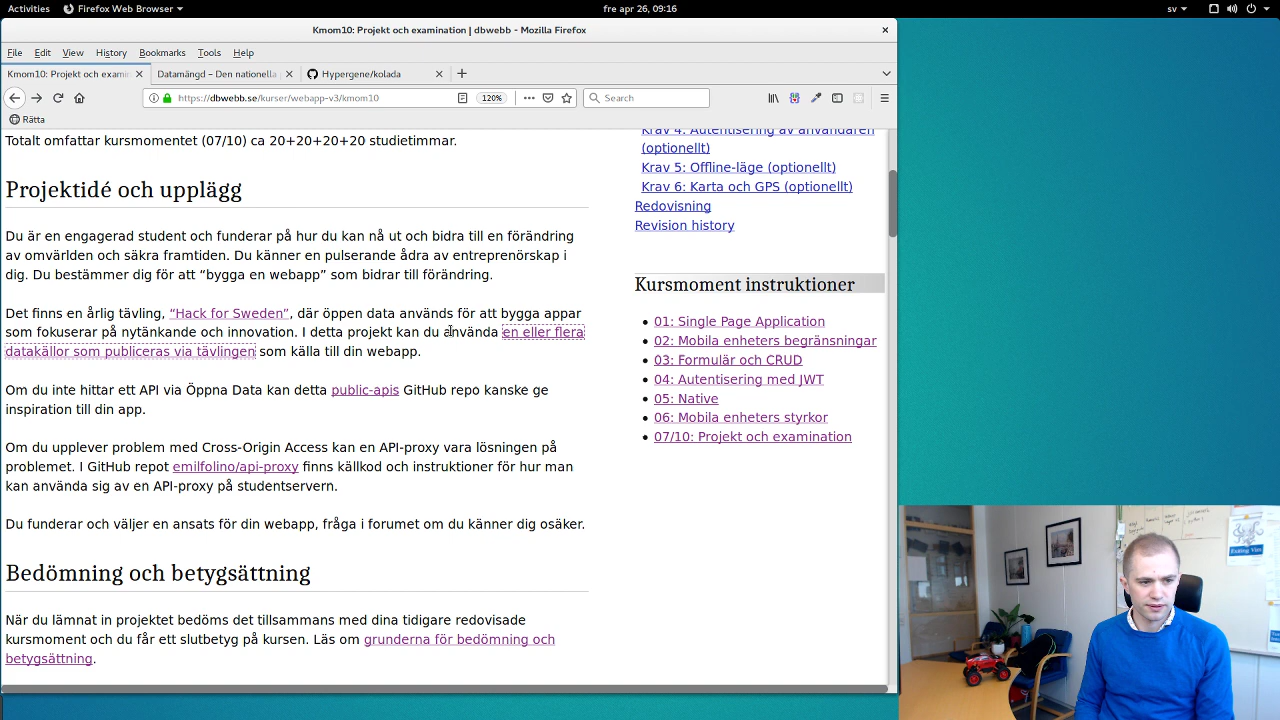 Activities Firefox Web Browser fre apr 26, 09:16 sv
Kmom10: Projekt och examination | dbwebb - Mozilla Firefox
File Edit View History Bookmarks Tools Help
Kmom10: Projekt och examin Datamängd – Den nationella Hypergene/kolada
https://dbwebb.se/kurser/webapp-v3/kmom10 120% Search
Rätta
Totalt omfattar kursmomentet (07/10) ca 20+20+20+20 studietimmar.
Projektidé och upplägg
Du är en engagerad student och funderar på hur du kan nå ut och bidra till en förändring
av omvärlden och säkra framtiden. Du känner en pulserande ådra av entreprenörskap i
dig. Du bestämmer dig för att “bygga en webapp” som bidrar till förändring.
Det finns en årlig tävling, “Hack for Sweden”, där öppen data används för att bygga appar
som fokuserar på nytänkande och innovation. I detta projekt kan du använda en eller flera
datakällor som publiceras via tävlingen som källa till din webapp.
Om du inte hittar ett API via Öppna Data kan detta public-apis GitHub repo kanske ge
inspiration till din app.
Om du upplever problem med Cross-Origin Access kan en API-proxy vara lösningen på
problemet. I GitHub repot emilfolino/api-proxy finns källkod och instruktioner för hur man
kan använda sig av en API-proxy på studentservern.
Du funderar och väljer en ansats för din webapp, fråga i forumet om du känner dig osäker.
Bedömning och betygsättning
När du lämnat in projektet bedöms det tillsammans med dina tidigare redovisade
kursmoment och du får ett slutbetyg på kursen. Läs om grunderna för bedömning och
betygsättning.
Krav 4: Autentisering av användaren
(optionellt)
Krav 5: Offline-läge (optionellt)
Krav 6: Karta och GPS (optionellt)
Redovisning
Revision history
Kursmoment instruktioner
01: Single Page Application
02: Mobila enheters begränsningar
03: Formulär och CRUD
04: Autentisering med JWT
05: Native
06: Mobila enheters styrkor
07/10: Projekt och examination
Exiting Vim